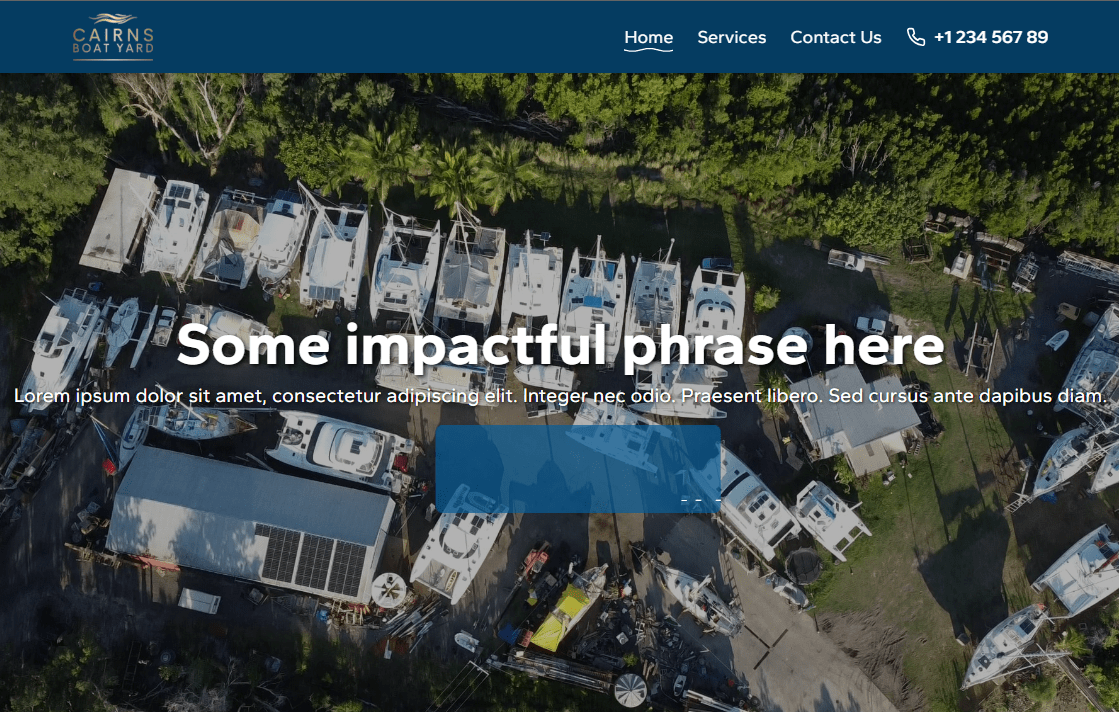 CAIRNS
BOAT YARD
Home Services Contact Us +1 234 567 89
Some impactful phrase here
Lorem ipsum dolor sit amet, consectetur adipiscing elit. Integer nec odio. Praesent libero. Sed cursus ante dapibus diam.